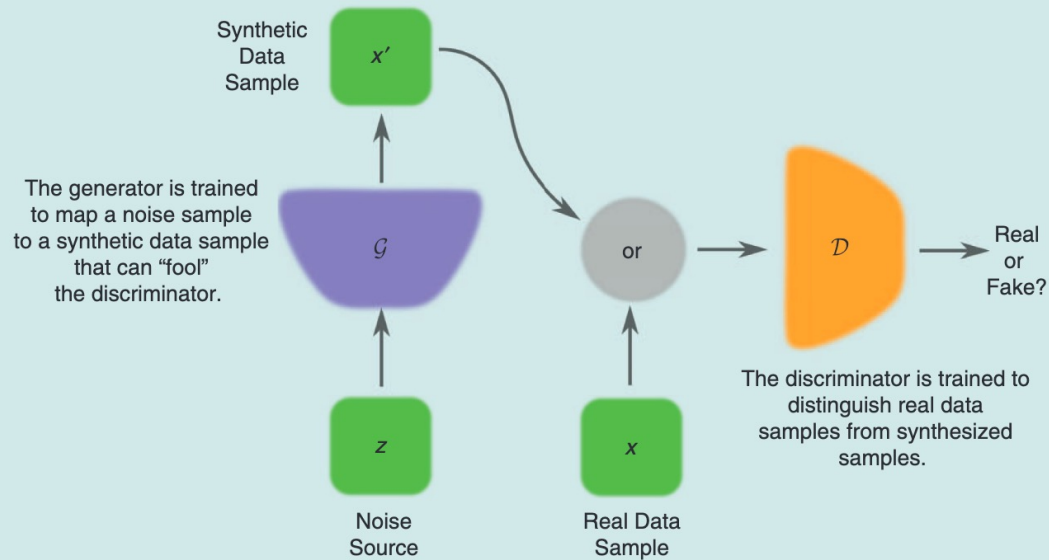 Synthetic
Data
Sample
x′
The generator is trained
to map a noise sample
to a synthetic data sample
that can “fool”
the discriminator.
G
or
D
Real
or
Fake?
The discriminator is trained to
distinguish real data
samples from synthesized
samples.
z
x
Noise
Source
Real Data
Sample